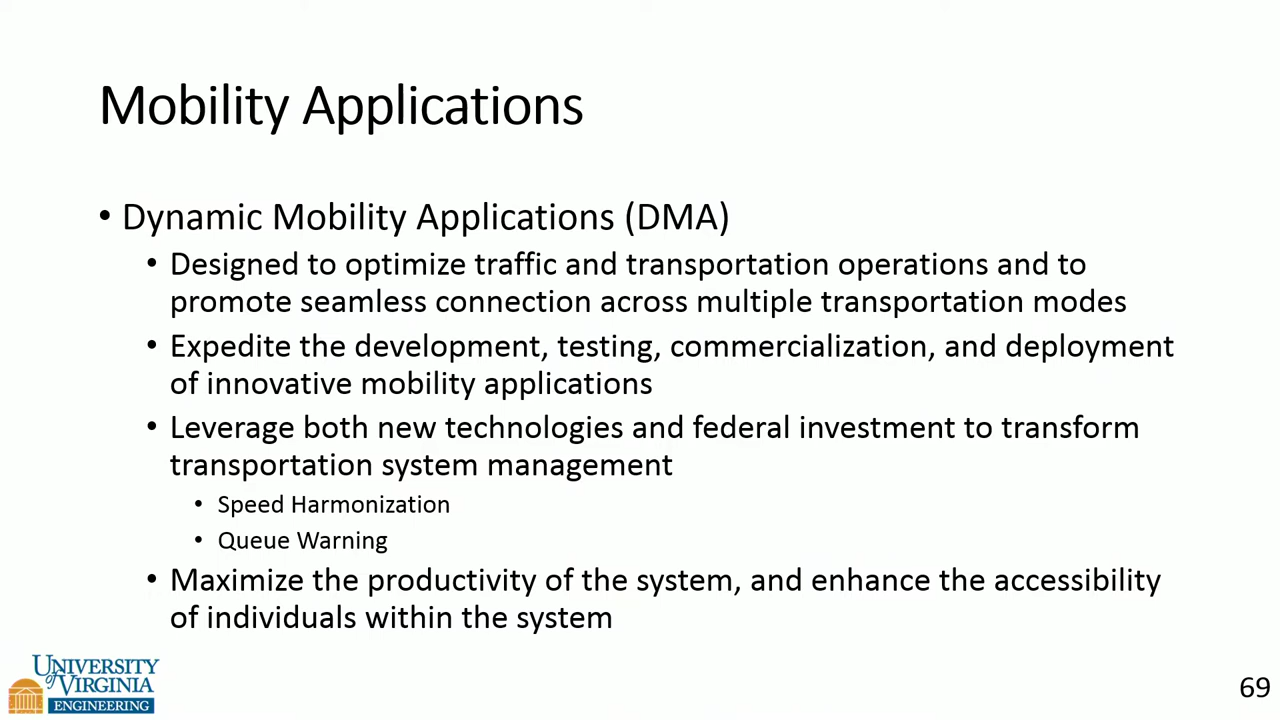 Mobility Applications
• Dynamic Mobility Applications (DMA)
• Designed to optimize traffic and transportation operations and to
promote seamless connection across multiple transportation modes
• Expedite the development, testing, commercialization, and deployment
of innovative mobility applications
• Leverage both new technologies and federal investment to transform
transportation system management
• Speed Harmonization
• Queue Warning
• Maximize the productivity of the system, and enhance the accessibility
of individuals within the system
UNIVERSITY
of VIRGINIA
ENGINEERING
69